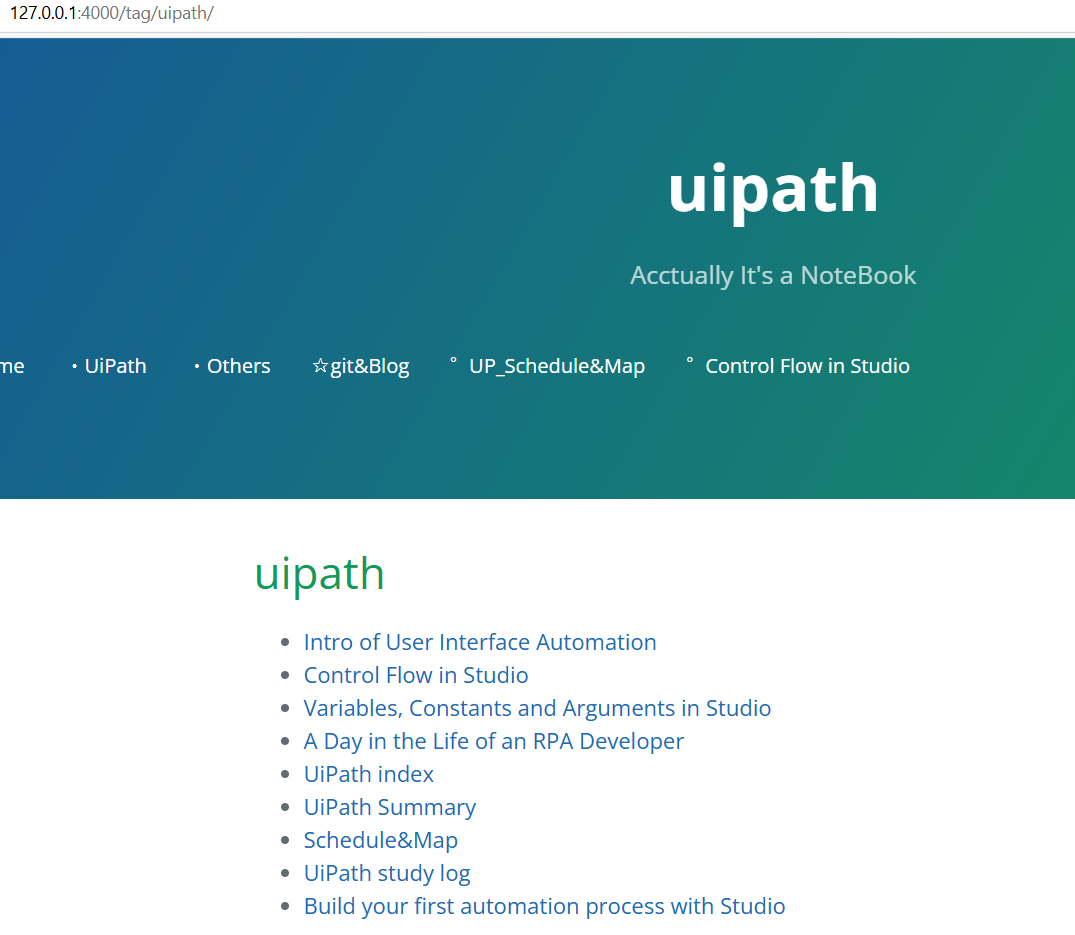 127.0.0.1:4000/tag/uipath/
uipath
Acctually It's a NoteBook
me ・UiPath ・Others ☆git&Blog ° UP_Schedule&Map ° Control Flow in Studio
uipath
Intro of User Interface Automation
Control Flow in Studio
Variables, Constants and Arguments in Studio
A Day in the Life of an RPA Developer
UiPath index
UiPath Summary
Schedule&Map
UiPath study log
Build your first automation process with Studio